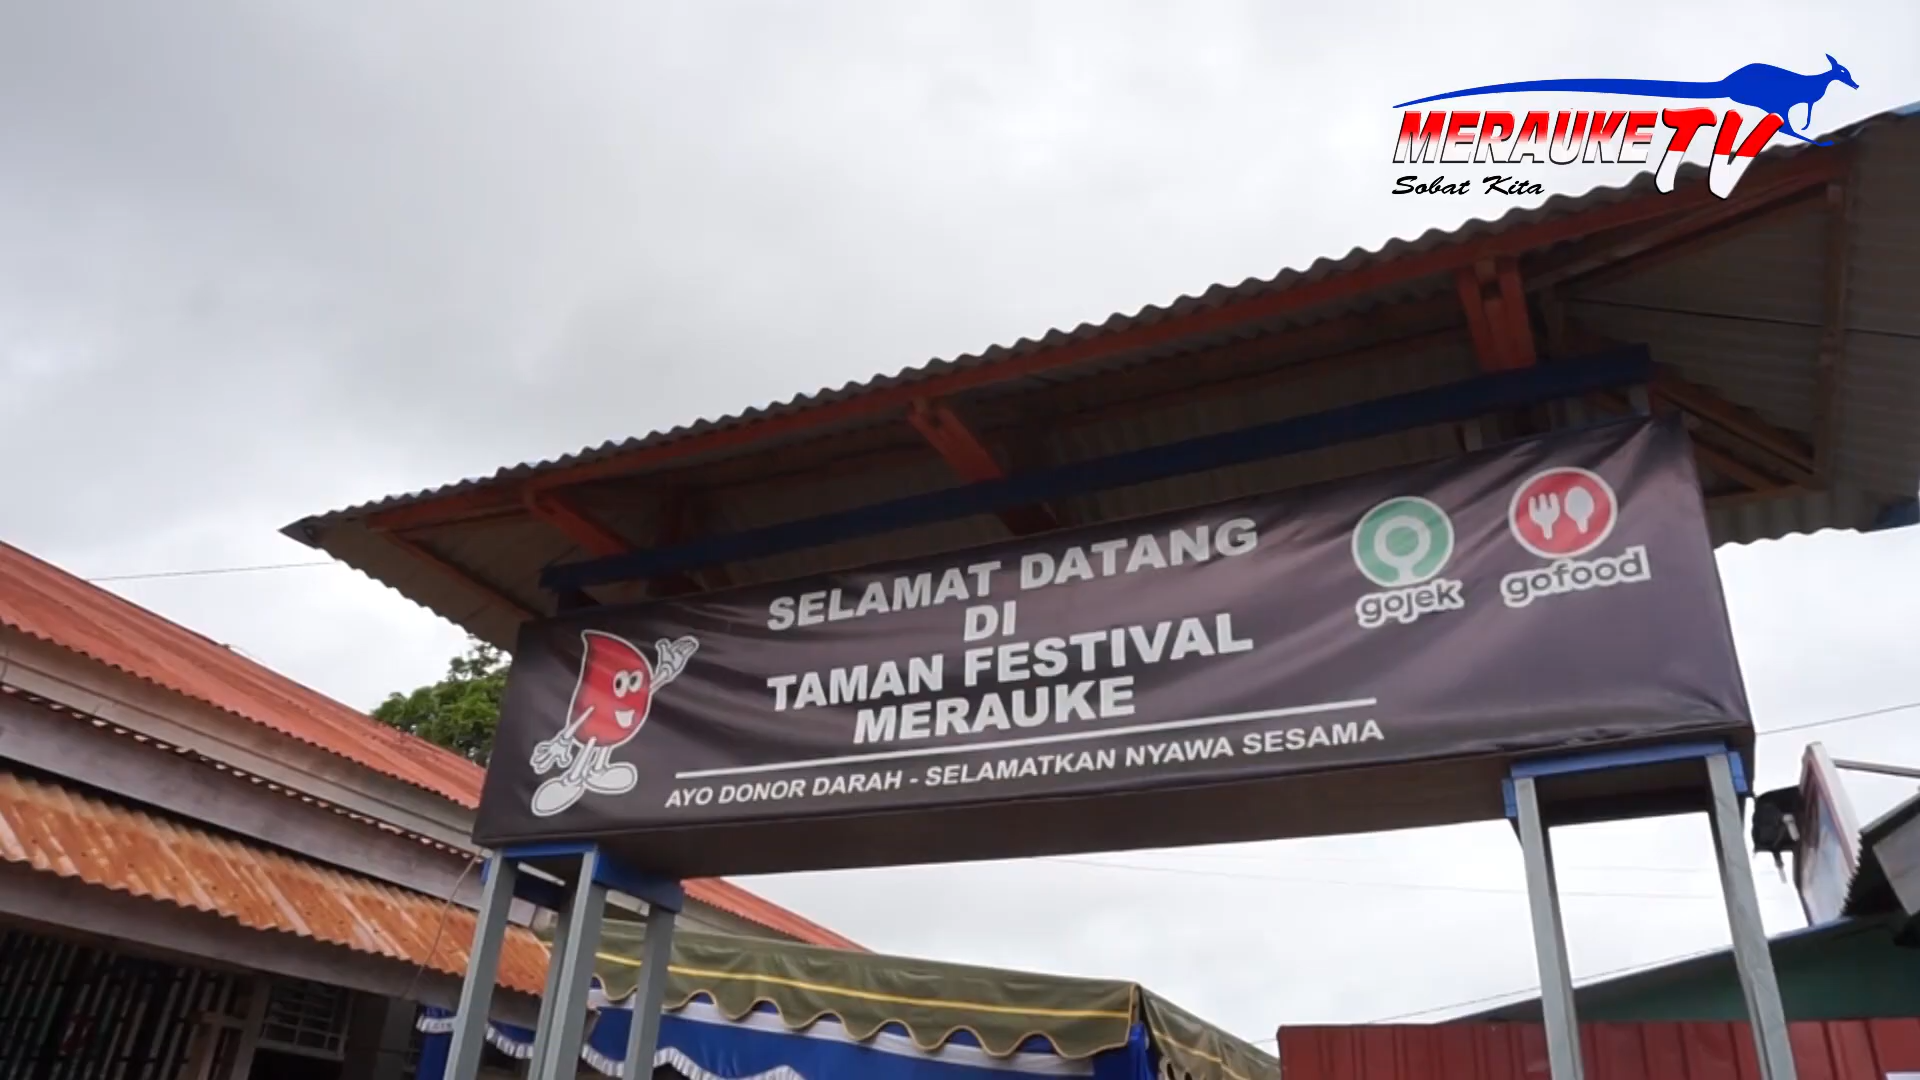 MERAUKE TV
Sobat Kita
SELAMAT DATANG
DI
TAMAN FESTIVAL
MERAUKE
AYO DONOR DARAH - SELAMATKAN NYAWA SESAMA
gojek
gofood